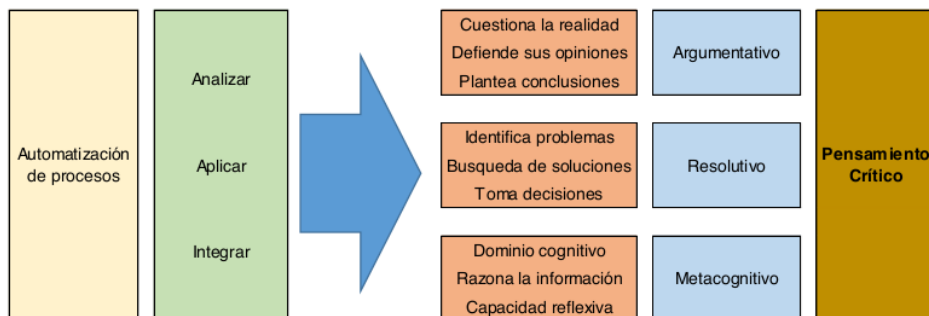 Automatización
de procesos
Analizar
Aplicar
Integrar
Cuestiona la realidad
Defiende sus opiniones
Plantea conclusiones
Argumentativo
Identifica problemas
Busqueda de soluciones
Toma decisiones
Resolutivo
Dominio cognitivo
Razona la información
Capacidad reflexiva
Metacognitivo
Pensamiento
Crítico